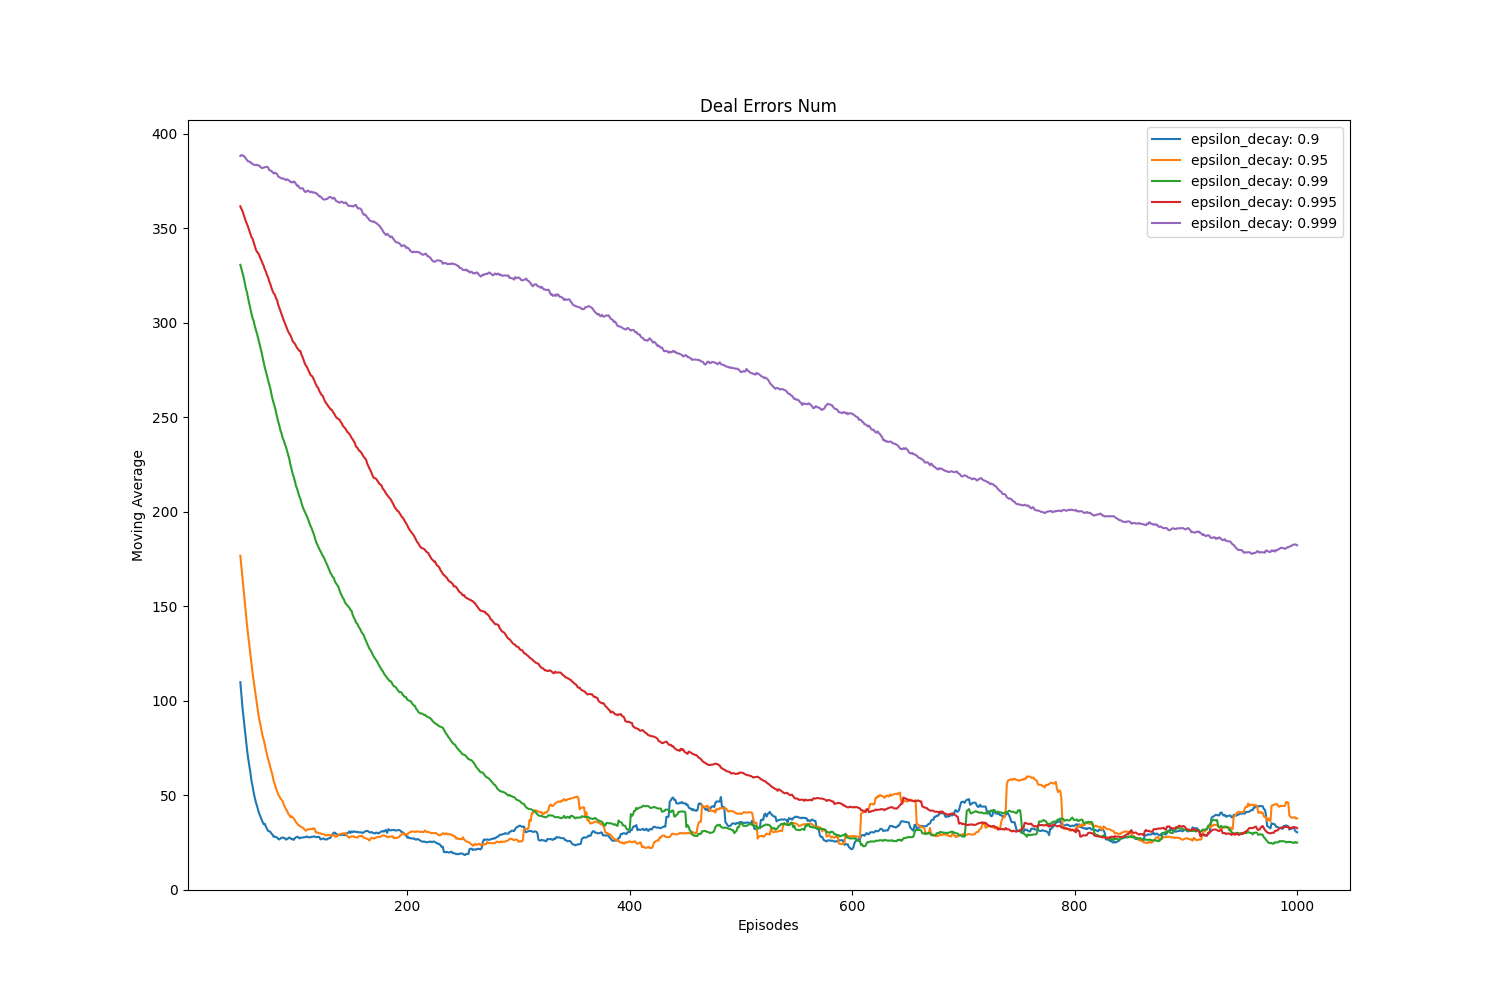 Deal Errors Num
epsilon_decay: 0.9
epsilon_decay: 0.95
epsilon_decay: 0.99
epsilon_decay: 0.995
epsilon_decay: 0.999
Moving Average
400
350
300
250
200
150
100
50
0
200
400
600
800
1000
Episodes